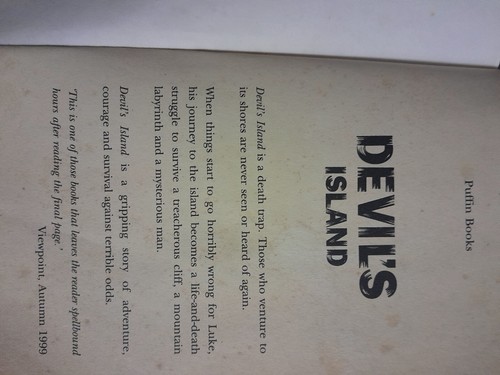 Puffin Books
DEVIL'S
ISLAND
Devil's Island is a death trap. Those who venture to
its shores are never seen or heard of again.
When things start to go horribly wrong for Luke,
his journey to the island becomes a life-and-death
struggle to survive a treacherous cliff, a mountain
labyrinth and a mysterious man.
Devil's Island is a gripping story of adventure,
courage and survival against terrible odds.
'This is one of those books that leaves the reader spellbound
hours after reading the final page.'
Viewpoint, Autumn 1999